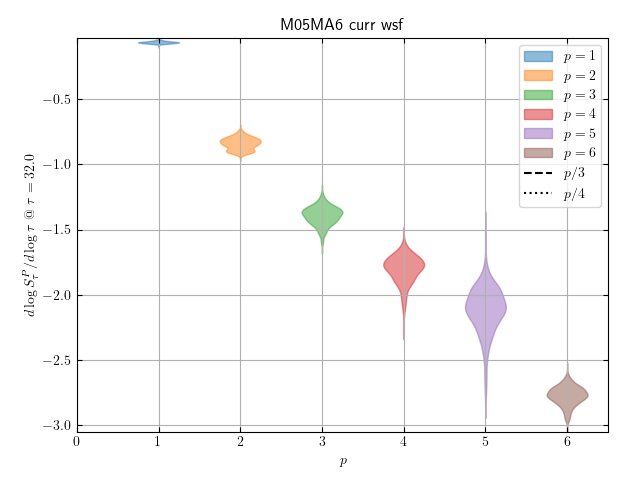 M05MA6 curr wsf
d log S_τ^P / d log τ @ τ = 32.0
−0.5
−1.0
−1.5
−2.0
−2.5
−3.0
0 1 2 3 4 5 6
p
p = 1
p = 2
p = 3
p = 4
p = 5
p = 6
p/3
p/4